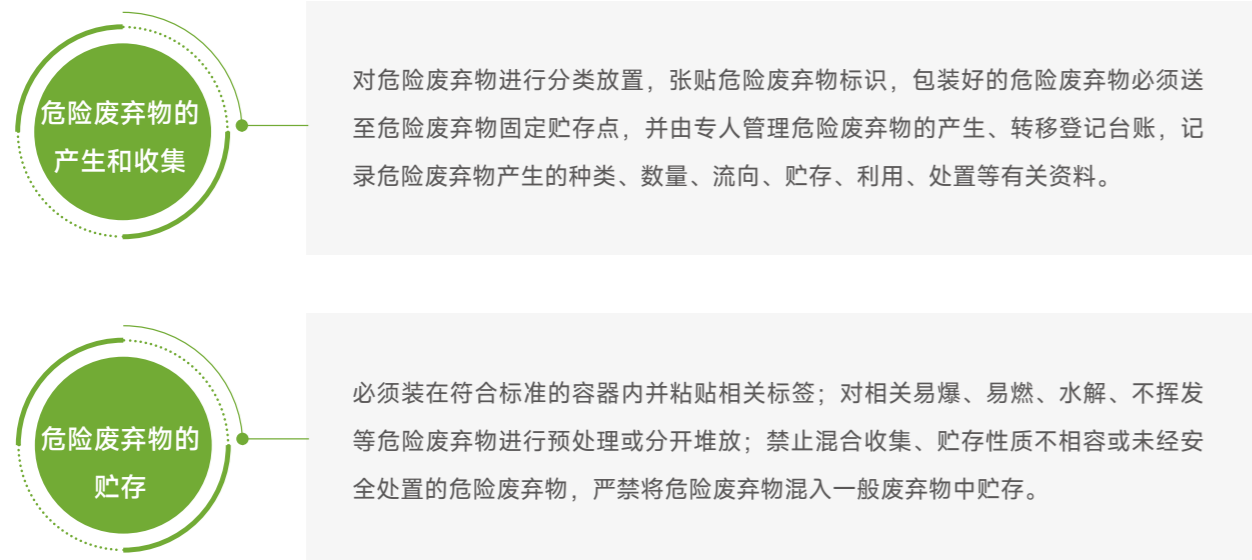 危险废弃物的
产生和收集
对危险废弃物进行分类放置，张贴危险废弃物标识，包装好的危险废弃物必须送
至危险废弃物固定贮存点，并由专人管理危险废弃物的产生、转移登记台账，记
录危险废弃物产生的种类、数量、流向、贮存、利用、处置等有关资料。
危险废弃物的
贮存
必须装在符合标准的容器内并粘贴相关标签；对相关易爆、易燃、水解、不挥发
等危险废弃物进行预处理或分开堆放；禁止混合收集、贮存性质不相容或未经安
全处置的危险废弃物，严禁将危险废弃物混入一般废弃物中贮存。